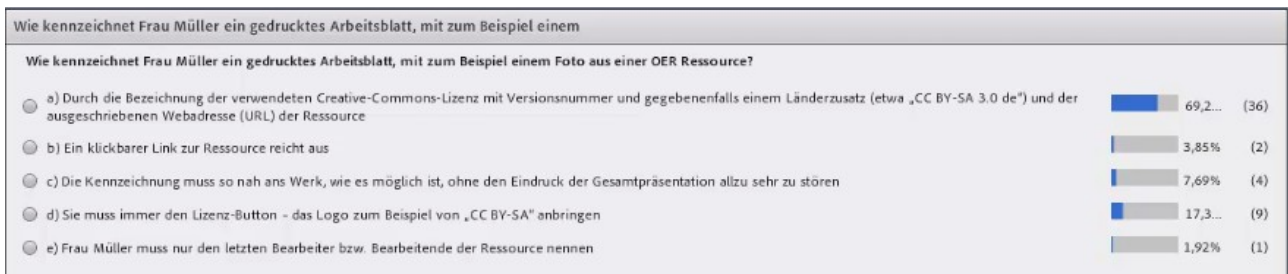 Wie kennzeichnet Frau Müller ein gedrucktes Arbeitsblatt, mit zum Beispiel einem
Wie kennzeichnet Frau Müller ein gedrucktes Arbeitsblatt, mit zum Beispiel einem Foto aus einer OER Ressource?
a) Durch die Bezeichnung der verwendeten Creative-Commons-Lizenz mit Versionsnummer und gegebenenfalls einem Länderzusatz (etwa „CC BY-SA 3.0 de“) und der
ausgeschriebenen Webadresse (URL) der Ressource
69,2... (36)
b) Ein klickbarer Link zur Ressource reicht aus 3,85% (2)
c) Die Kennzeichnung muss so nah ans Werk, wie es möglich ist, ohne den Eindruck der Gesamtpräsentation allzu sehr zu stören 7,69% (4)
d) Sie muss immer den Lizenz-Button - das Logo zum Beispiel von „CC BY-SA“ anbringen 17,3... (9)
e) Frau Müller muss nur den letzten Bearbeiter bzw. Bearbeitende der Ressource nennen 1,92% (1)